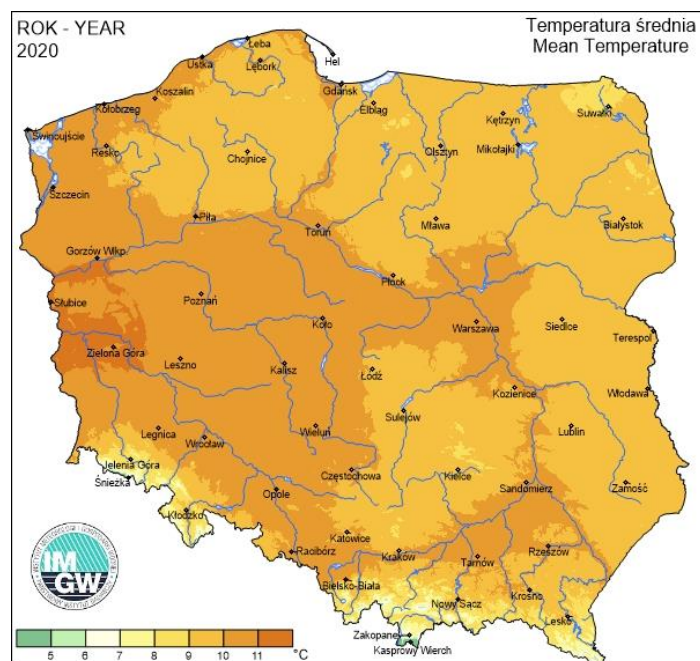 ROK - YEAR
2020
Temperatura średnia
Mean Temperature
Łeba
Hel
Ustka
Lębork
Gdańsk
Koszalin
Kołobrzeg
Elbląg
Kętrzyn
Suwałki
Świnoujście
Resko
Chojnice
Olsztyn
Mikołajki
Szczecin
Piła
Toruń
Mława
Białystok
Gorzów Wlkp.
Płock
Słubice
Poznań
Koło
Warszawa
Siedlce
Terespol
Zielona Góra
Leszno
Kalisz
Łódź
Kozienice
Włodawa
Sulejów
Legnica
Wrocław
Wieluń
Lublin
Jelenia Góra
Śnieżka
Częstochowa
Kielce
Sandomierz
Zamość
Opole
Kłodzko
Katowice
Racibórz
Kraków
Tarnów
Rzeszów
Bielsko-Biała
Nowy Sącz
Krosno
Lesko
Zakopane
Kasprowy Wierch
IM
GW
5 6 7 8 9 10 11 °C